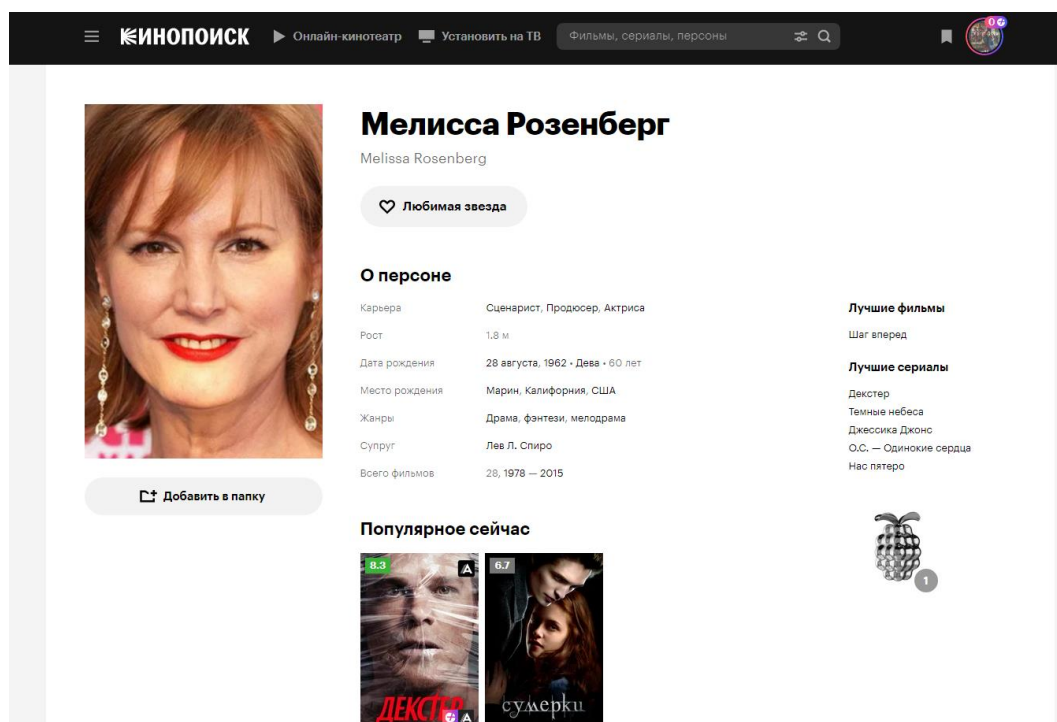 КИНОПОИСК
Онлайн-кинотеатр
Установить на ТВ
Фильмы, сериалы, персоны
0
Мелисса Розенберг
Melissa Rosenberg
Любимая звезда
О персоне
Карьера Сценарист, Продюсер, Актриса
Рост 1.8 м
Дата рождения 28 августа, 1962 • Дева • 60 лет
Место рождения Марин, Калифорния, США
Жанры Драма, фэнтези, мелодрама
Супруг Лев Л. Спиро
Всего фильмов 28, 1978 — 2015
Лучшие фильмы
Шаг вперед
Лучшие сериалы
Декстер
Темные небеса
Джессика Джонс
О.С. — Одинокие сердца
Нас пятеро
1
Добавить в папку
Популярное сейчас
8.3
ДЕКСТЕР
6.7
сумерки